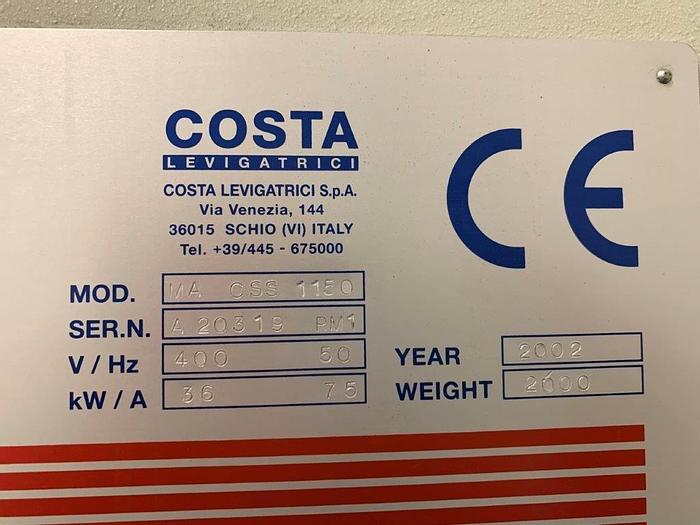 COSTA
LEVIGATRICI
COSTA LEVIGATRICI S.p.A.
Via Venezia, 144
36015 SCHIO (VI) ITALY
Tel. +39/445 - 675000
CE
MOD. MA CSS 1150
SER.N. A 20319 RM1
V / Hz 400 50
kW / A 36 75
YEAR 2002
WEIGHT 2600